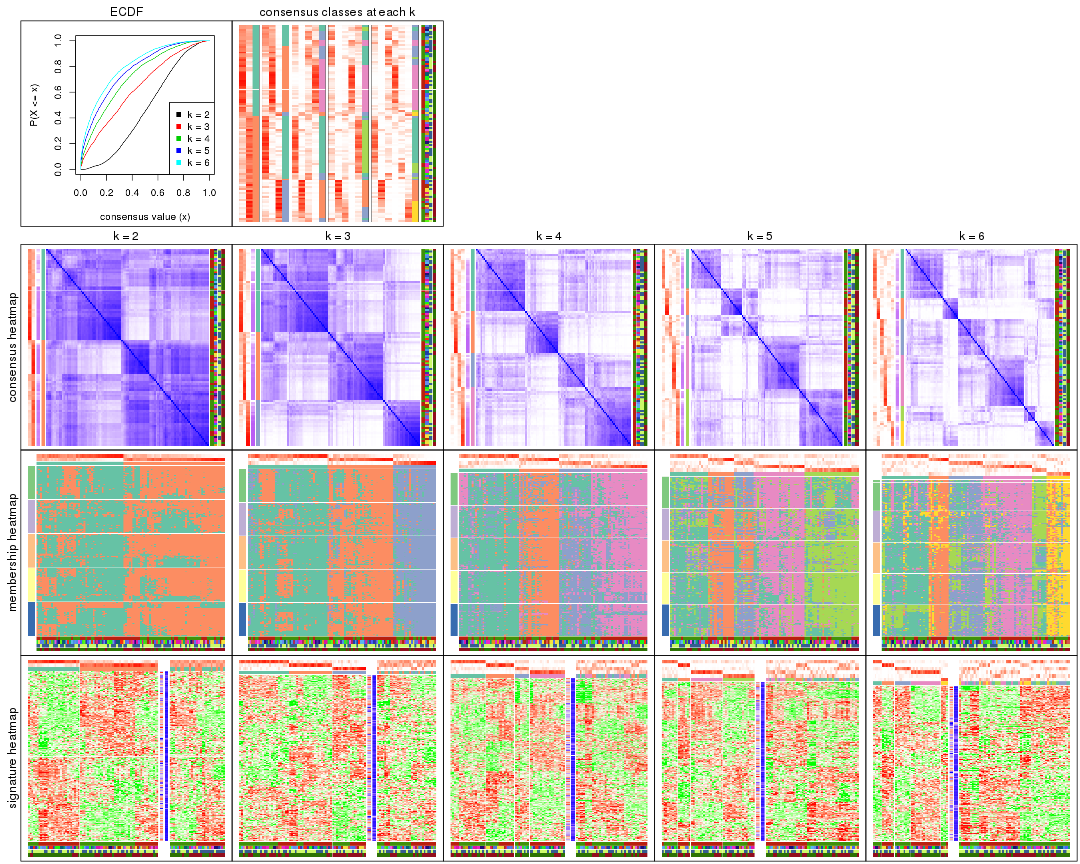 ECDF
consensus classes at each k
P(X <= x)
0.0 0.2 0.4 0.6 0.8 1.0
k = 2
k = 3
k = 4
k = 5
k = 6
0.0 0.2 0.4 0.6 0.8 1.0
consensus value (x)
k = 2 k = 3 k = 4 k = 5 k = 6
consensus heatmap
membership heatmap
signature heatmap